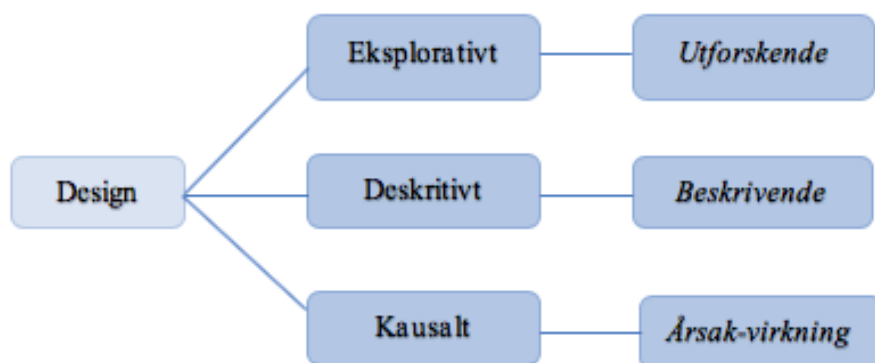 Eksplorativt
Utforskende
Design
Deskritivt
Beskrivende
Kausalt
Årsak-virkning